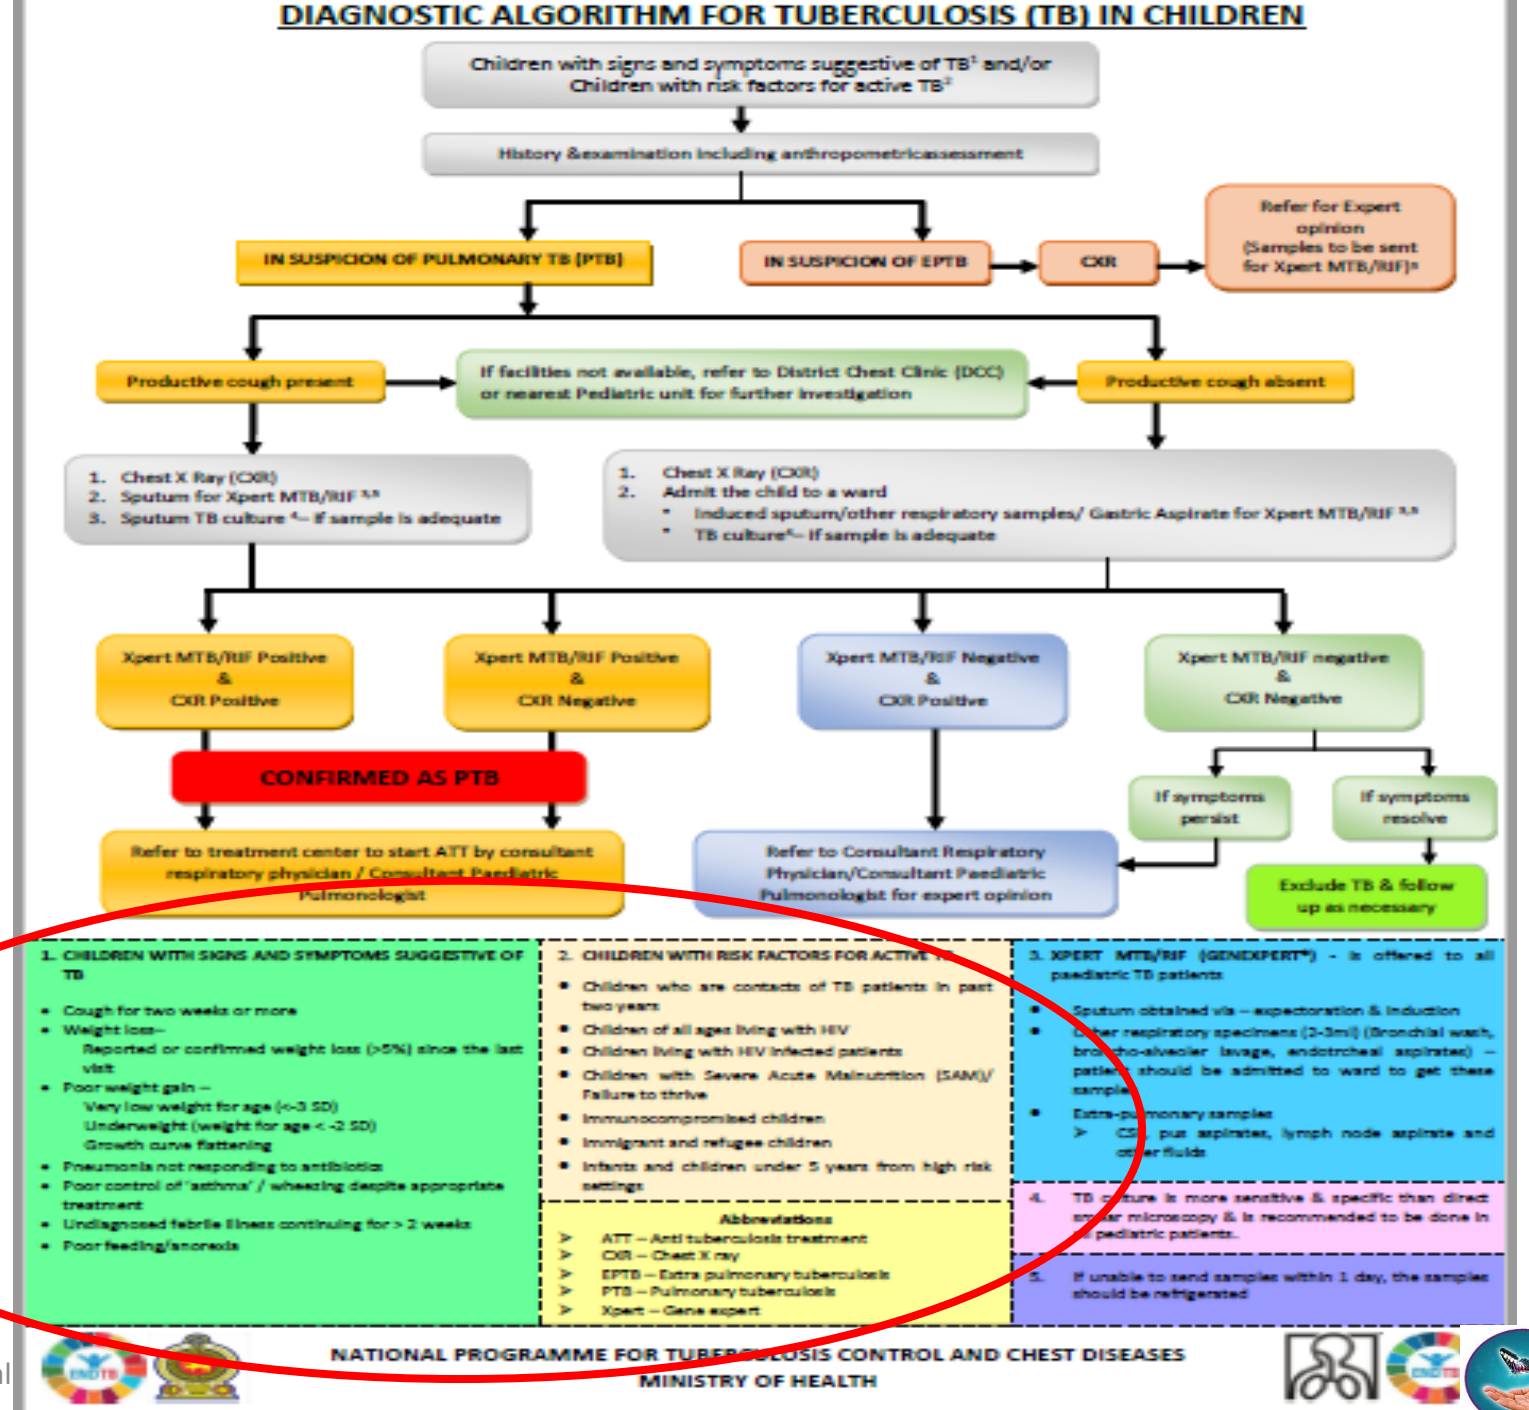 DIAGNOSTIC ALGORITHM FOR TUBERCULOSIS (TB) IN CHILDREN
Children with signs and symptoms suggestive of TB¹ and/or
Children with risk factors for active TB²
History &examination including anthropometricassessment
IN SUSPICION OF PULMONARY TB (PTB)
IN SUSPICION OF EPTB
CXR
Refer for Expert
opinion
(Samples to be sent
for Xpert MTB/RIF)
Productive cough present
If facilities not available, refer to District Chest Clinic (DCC)
or nearest Pediatric unit for further investigation
Productive cough absent
1. Chest X Ray (CXR)
2. Sputum for Xpert MTB/RIF ³,⁵
3. Sputum TB culture ⁴– If sample is adequate
1. Chest X Ray (CXR)
2. Admit the child to a ward
• Induced sputum/other respiratory samples/ Gastric Aspirate for Xpert MTB/RIF ³,⁵
• TB culture⁴– If sample is adequate
Xpert MTB/RIF Positive
&
CXR Positive
Xpert MTB/RIF Positive
&
CXR Negative
Xpert MTB/RIF Negative
&
CXR Positive
Xpert MTB/RIF negative
&
CXR Negative
CONFIRMED AS PTB
If symptoms
persist
If symptoms
resolve
Refer to treatment center to start ATT by consultant
respiratory physician / Consultant Paediatric
Pulmonologist
Refer to Consultant Respiratory
Physician/Consultant Paediatric
Pulmonologist for expert opinion
Exclude TB & follow
up as necessary
1. CHILDREN WITH SIGNS AND SYMPTOMS SUGGESTIVE OF
TB
• Cough for two weeks or more
• Weight loss–
Reported or confirmed weight loss (>5%) since the last
visit
• Poor weight gain –
Very low weight for age (<-3 SD)
Underweight (weight for age < -2 SD)
Growth curve flattening
• Pneumonia not responding to antibiotics
• Poor control of 'asthma' / wheezing despite appropriate
treatment
• Undiagnosed febrile illness continuing for > 2 weeks
• Poor feeding/anorexia
2. CHILDREN WITH RISK FACTORS FOR ACTIVE
• Children who are contacts of TB patients in past
two years
• Children of all ages living with HIV
• Children living with HIV infected patients
• Children with Severe Acute Malnutrition (SAM)/
Failure to thrive
• Immunocompromised children
• Immigrant and refugee children
• Infants and children under 5 years from high risk
settings
Abbreviations
➢ ATT – Anti tuberculosis treatment
➢ CXR – Chest X ray
➢ EPTB – Extra pulmonary tuberculosis
➢ PTB – Pulmonary tuberculosis
➢ Xpert – Gene expert
3. XPERT MTB/RIF (GENEXPERT®) - is offered to all
paediatric TB patients
• Sputum obtained via – expectoration & induction
• Other respiratory specimens (2-3ml) (Bronchial wash,
broncho-alveoler lavage, endotrcheal aspirates) –
patient should be admitted to ward to get these
sample
• Extra-pulmonary samples
➢ pus aspirates, lymph node aspirate and
other fluids
4. TB culture is more sensitive & specific than direct
smear microscopy & is recommended to be done in
pediatric patients.
5. If unable to send samples within 1 day, the samples
should be refrigerated
END TB
NATIONAL PROGRAMME FOR TUBERCULOSIS CONTROL AND CHEST DISEASES
MINISTRY OF HEALTH